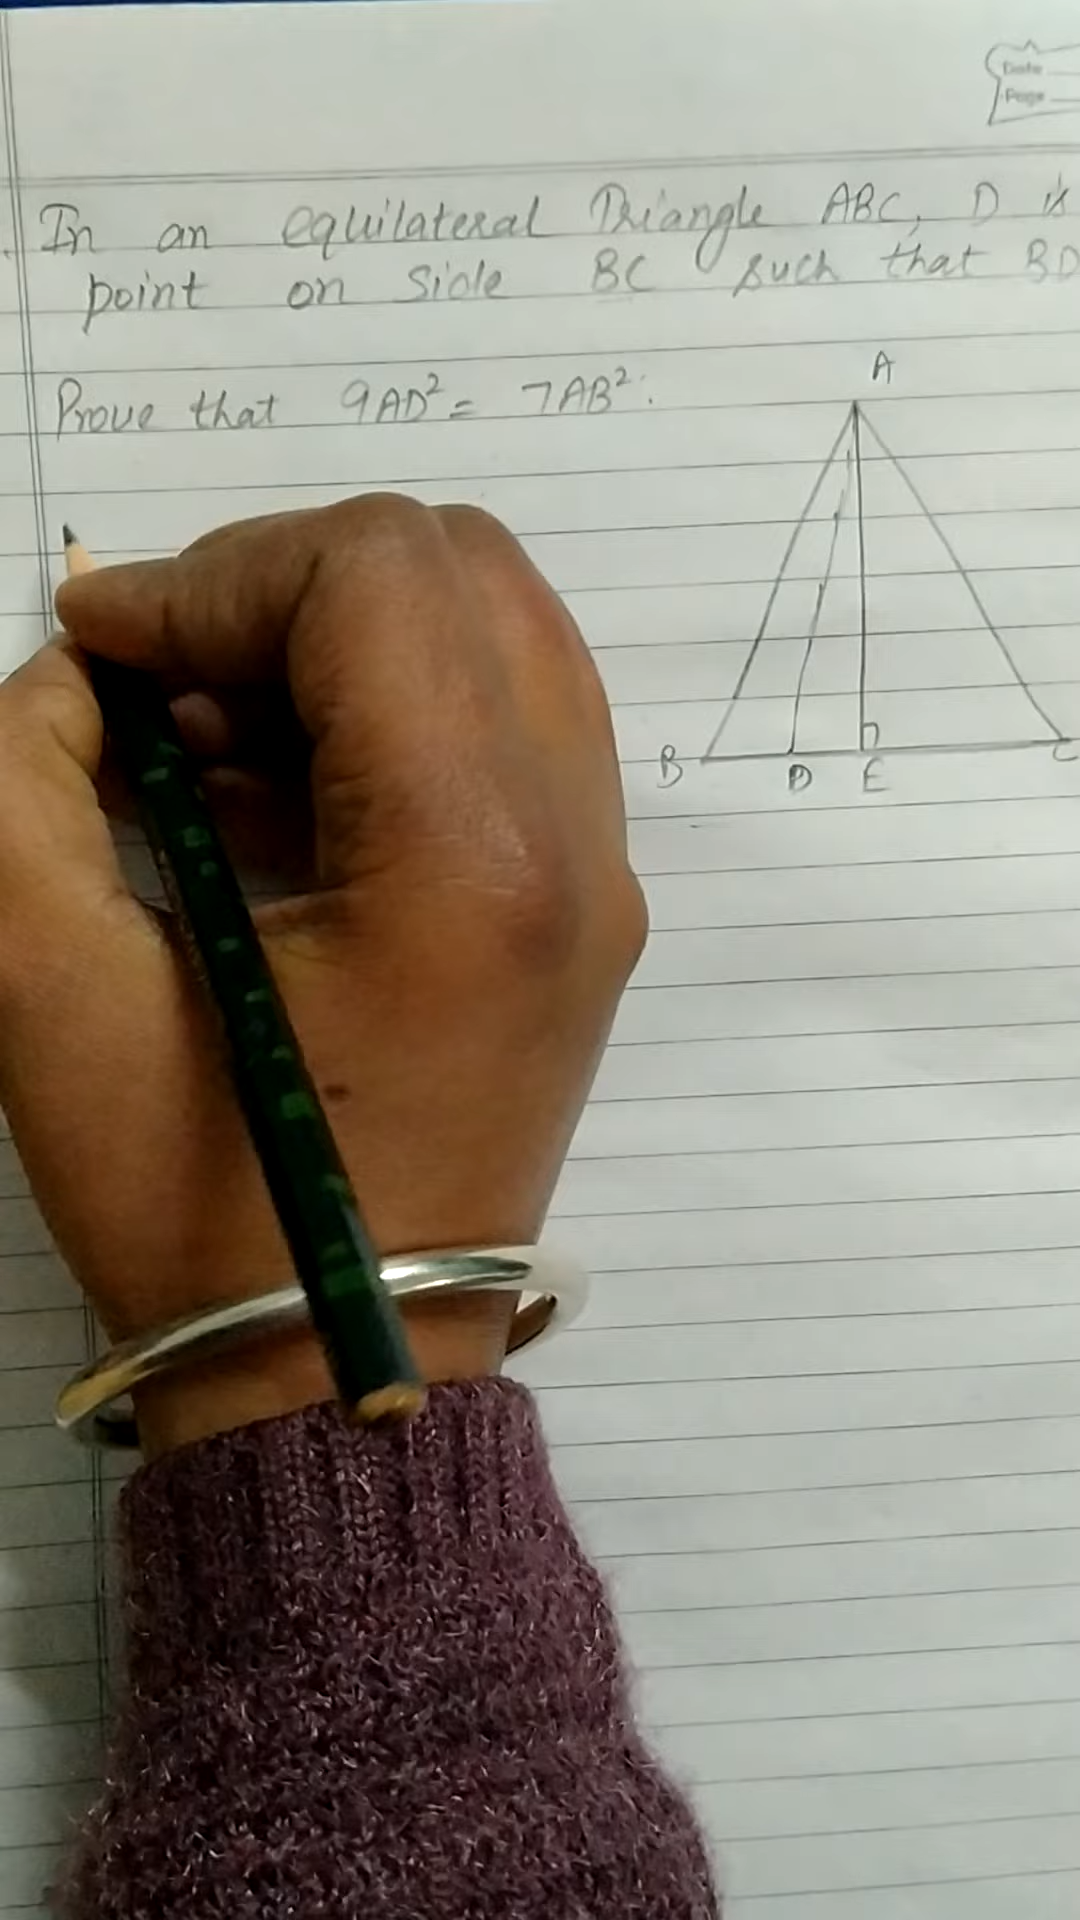 Date
Page
In an equilateral Triangle ABC, D is
point on side BC such that BD
Prove that 9AD² = 7AB².
A
B D E C